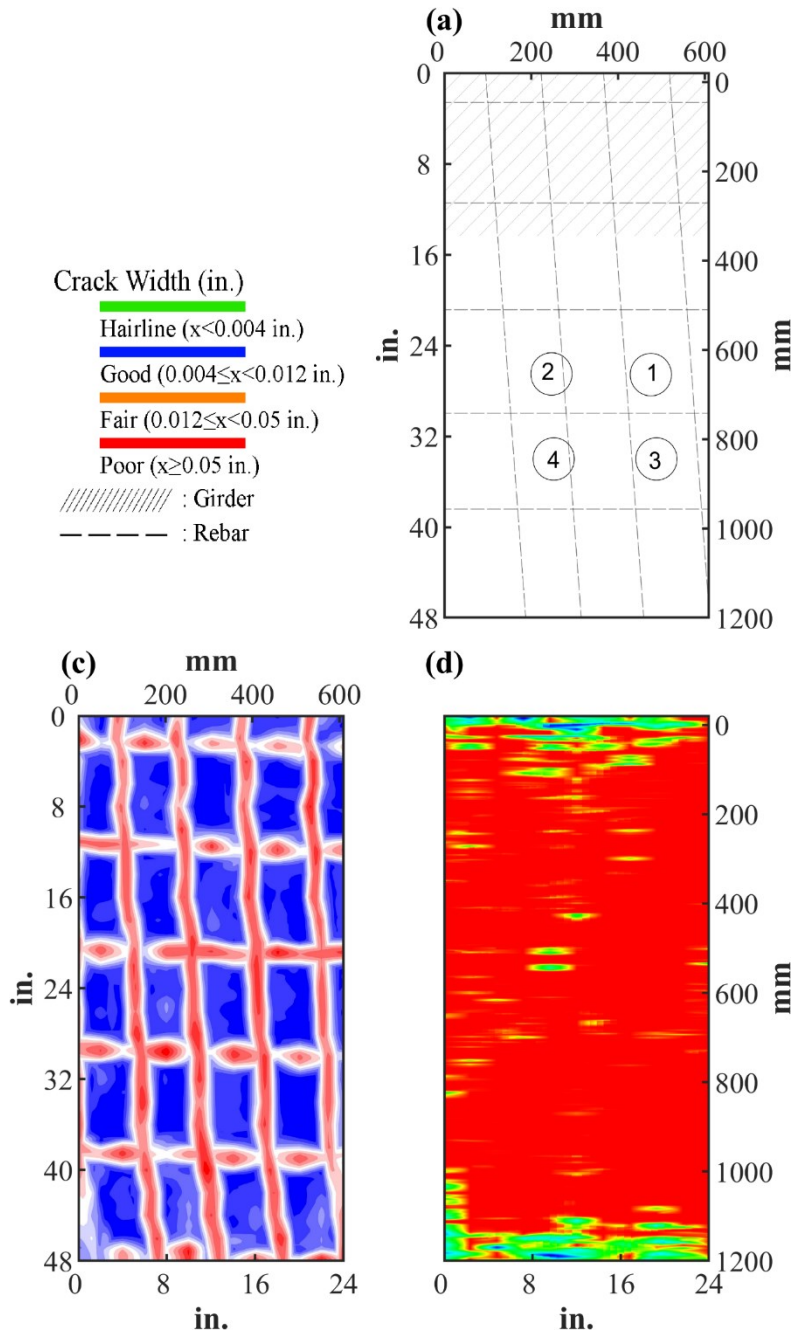 (a)
mm
0 200 400 600
0 0
8
200
16
400
in.
24
mm
600
2 1
32
800
4 3
40
1000
48 1200
Crack Width (in.)
Hairline (x<0.004 in.)
Good (0.004≤x<0.012 in.)
Fair (0.012≤x<0.05 in.)
Poor (x≥0.05 in.)
: Girder
: Rebar
(c)
mm
0 200 400 600
0
8
16
in.
24
32
40
48
0 8 16 24
in.
(d)
0
200
400
mm
600
800
1000
1200
0 8 16 24
in.